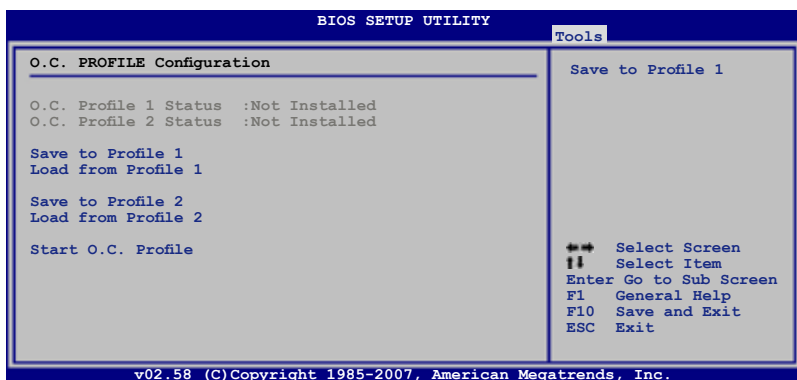 BIOS SETUP UTILITY
Tools
O.C. PROFILE Configuration
O.C. Profile 1 Status :Not Installed
O.C. Profile 2 Status :Not Installed
Save to Profile 1
Load from Profile 1
Save to Profile 2
Load from Profile 2
Start O.C. Profile
Save to Profile 1
Select Screen
Select Item
Enter Go to Sub Screen
F1 General Help
F10 Save and Exit
ESC Exit
v02.58 (C)Copyright 1985-2007, American Megatrends, Inc.